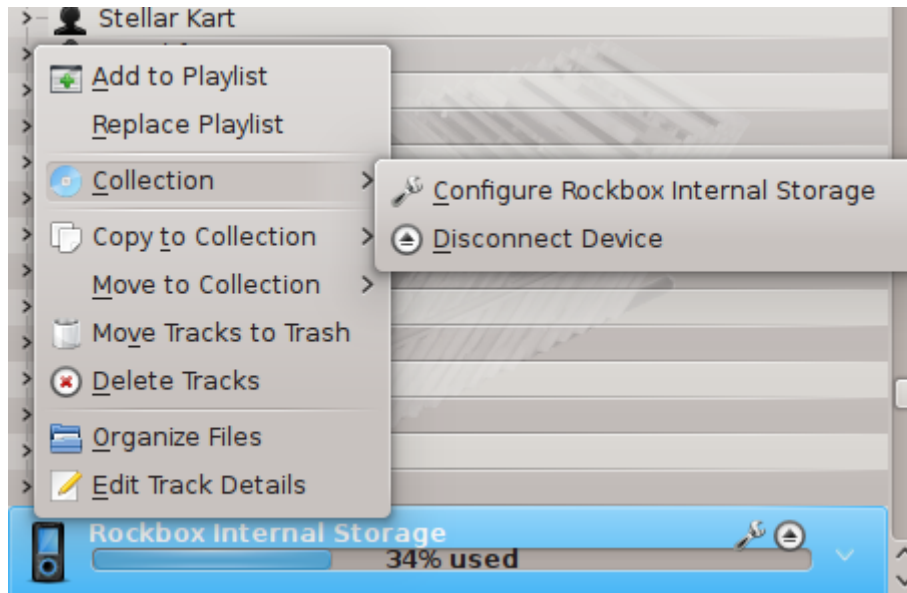 Stellar Kart
Add to Playlist
Replace Playlist
Collection
Configure Rockbox Internal Storage
Disconnect Device
Copy to Collection
Move to Collection
Move Tracks to Trash
Delete Tracks
Organize Files
Edit Track Details
Rockbox Internal Storage
34% used